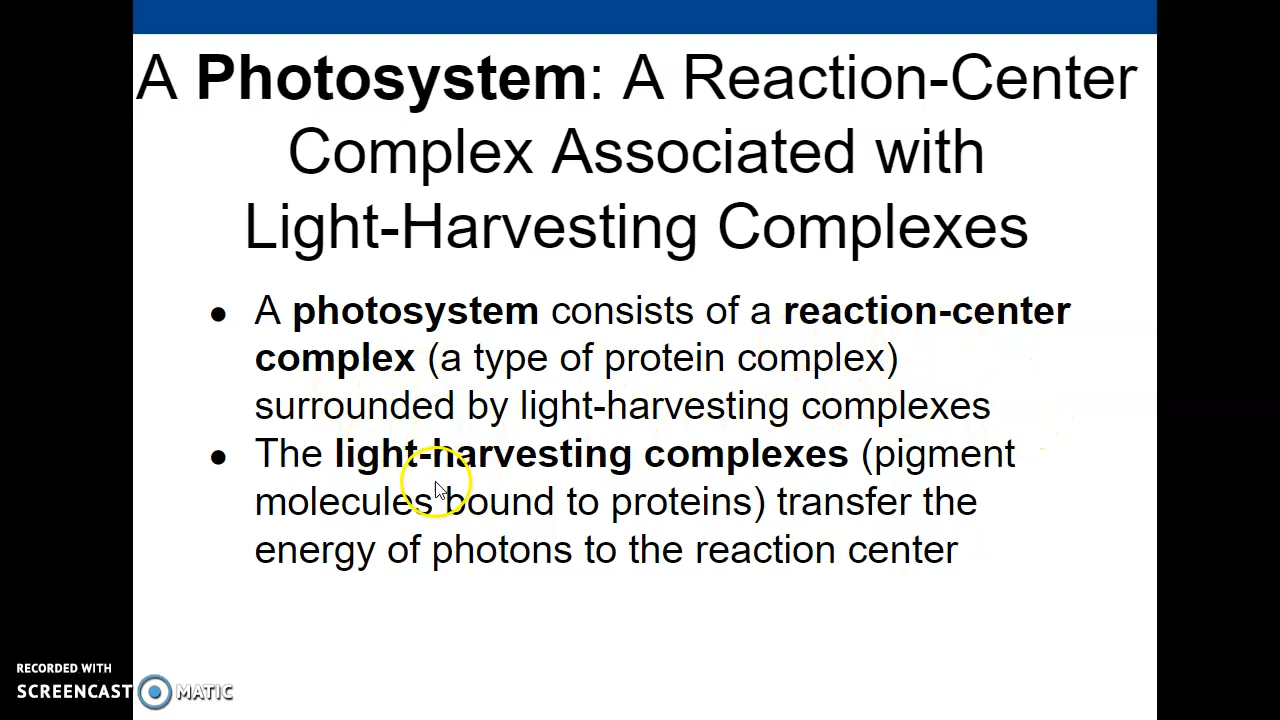 A Photosystem: A Reaction-Center
Complex Associated with
Light-Harvesting Complexes
● A photosystem consists of a reaction-center
complex (a type of protein complex)
surrounded by light-harvesting complexes
● The light-harvesting complexes (pigment
molecules bound to proteins) transfer the
energy of photons to the reaction center
RECORDED WITH
SCREENCAST MATIC